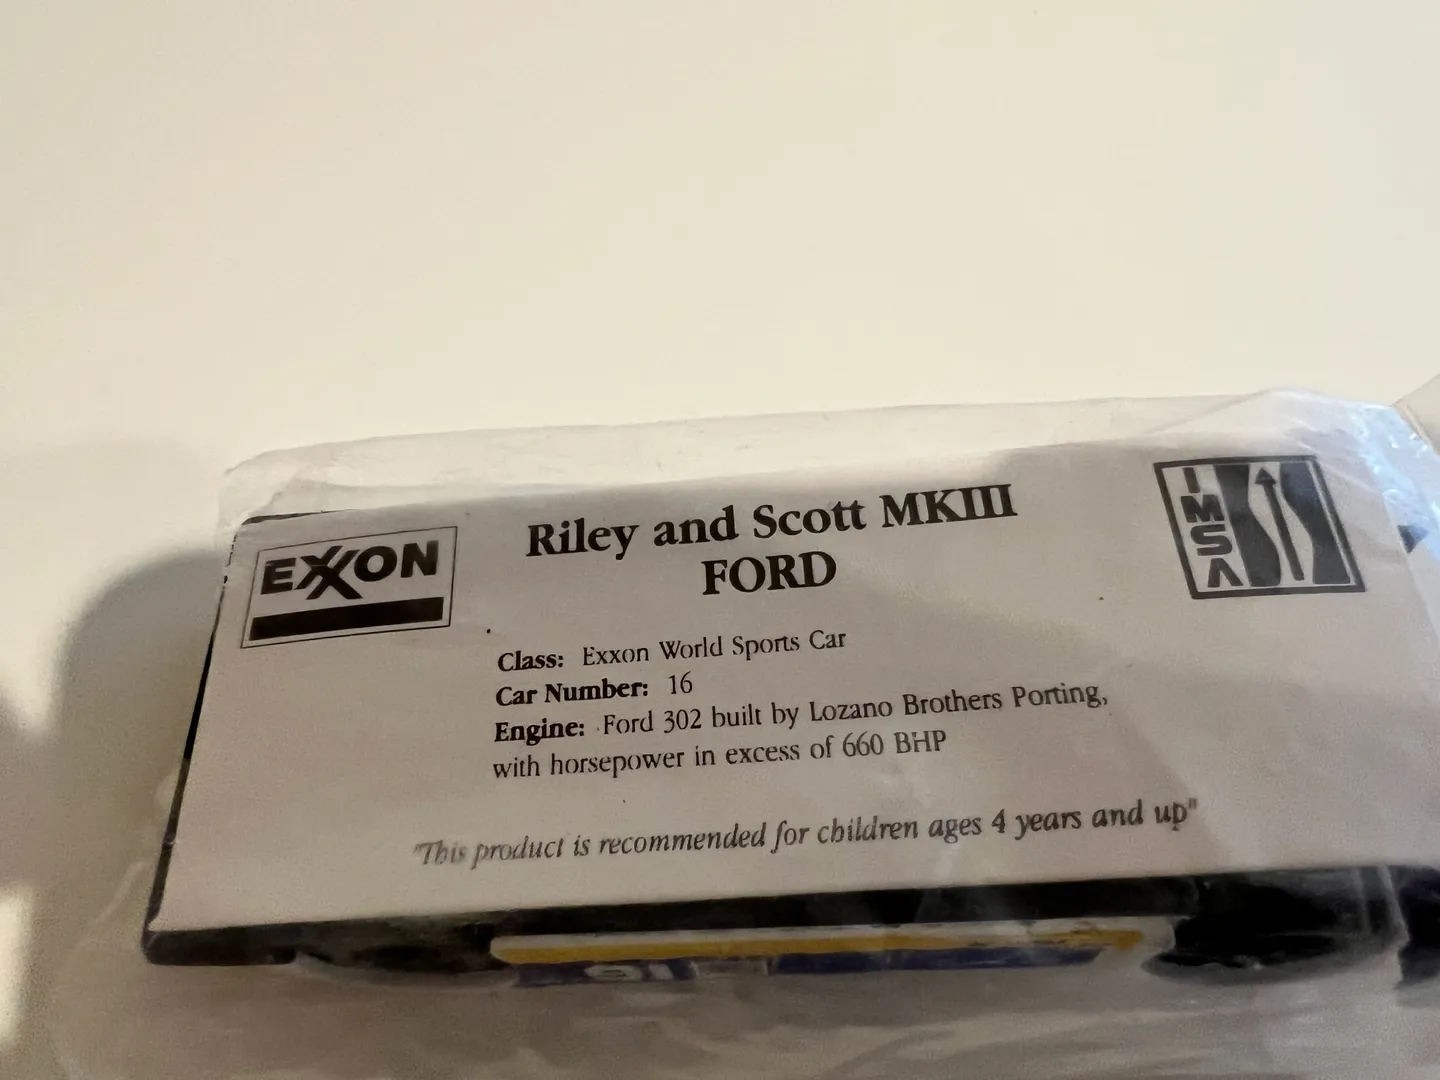 EXXON
Riley and Scott MKIII
FORD
IMSA
Class: Exxon World Sports Car
Car Number: 16
Engine: Ford 302 built by Lozano Brothers Porting,
with horsepower in excess of 660 BHP
"This product is recommended for children ages 4 years and up"
16